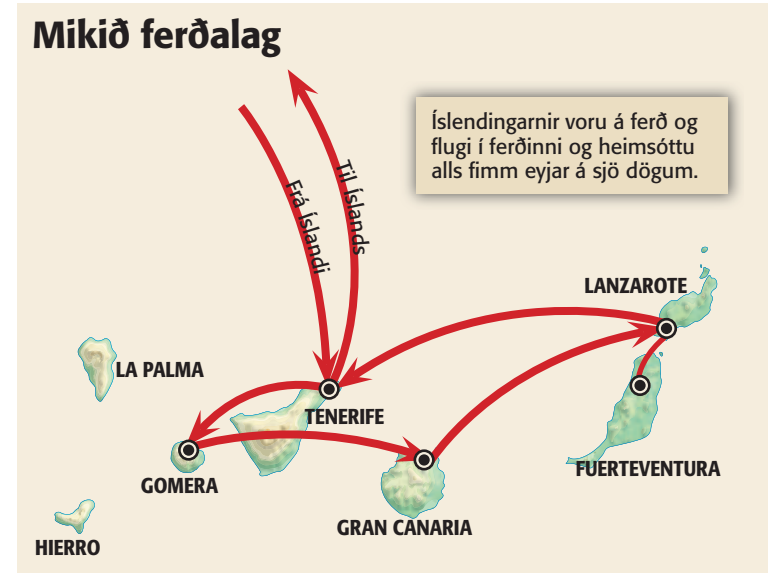 Mikið ferðalag
Íslendingarnir voru á ferð og
flugi í ferðinni og heimsóttu
alls fimm eyjar á sjö dögum.
Frá Íslandi
Til Íslands
LANZAROTE
LA PALMA
TENERIFE
FUERTEVENTURA
GOMERA
GRAN CANARIA
HIERRO